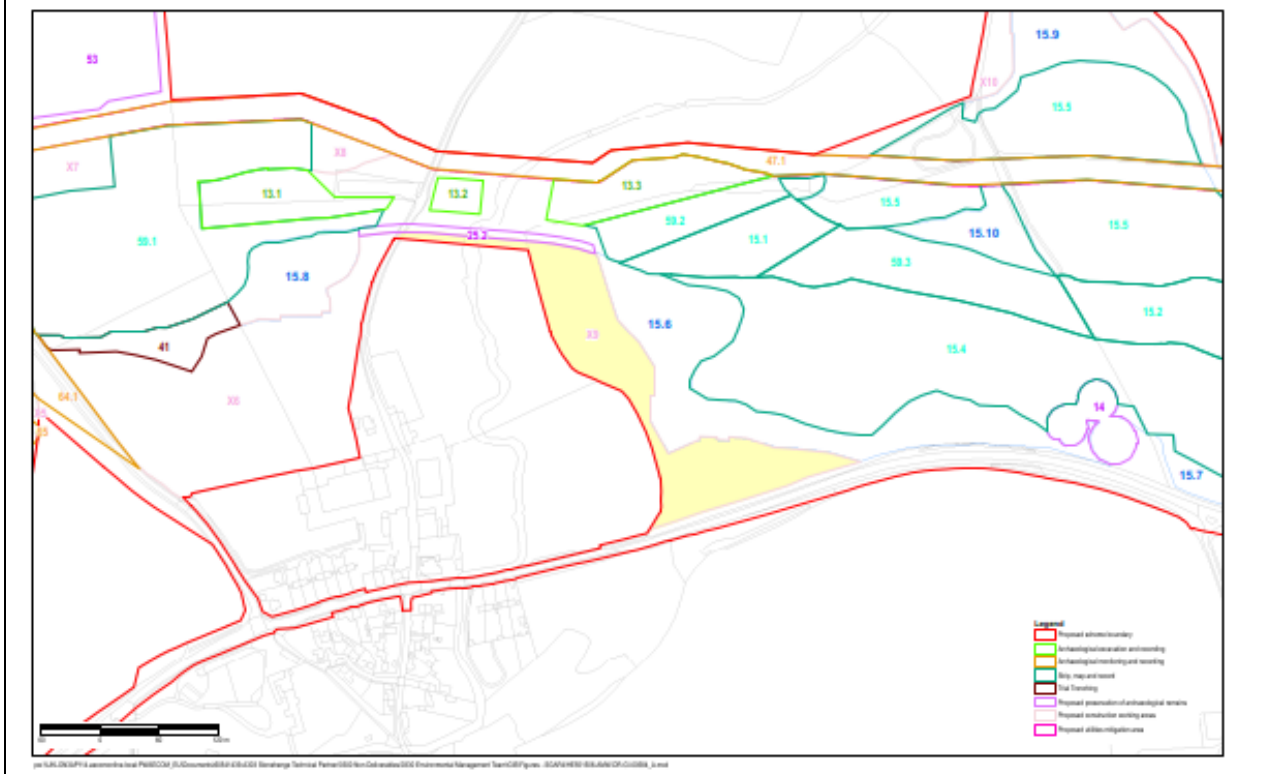 53
15.9
X10
15.5
X8
47.1
X7
13.1
13.2
13.3
15.5
59.2
15.10
15.5
25.2
15.1
59.3
15.8
15.2
15.6
41
15.4
X6
64.1
14
15.7
Legend
Proposed scheme boundary
Archaeological excavation and recording
Archaeological monitoring and recording
Strip, map and record
Trial Trenching
Proposed preservation of archaeological remains
Proposed construction working areas
Proposed utilities mitigation area